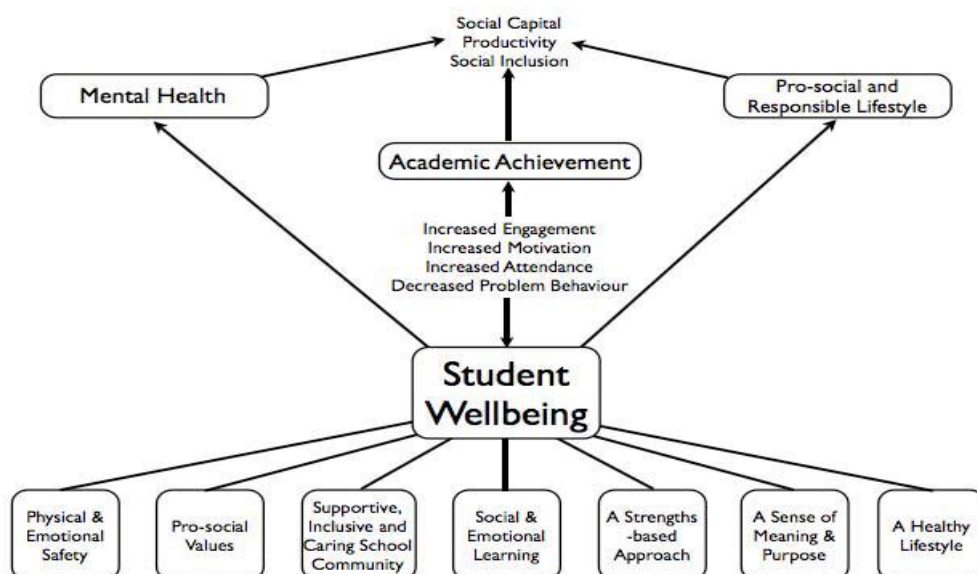 Social Capital
Productivity
Social Inclusion
Mental Health
Pro-social and
Responsible Lifestyle
Academic Achievement
Increased Engagement
Increased Motivation
Increased Attendance
Decreased Problem Behaviour
Student
Wellbeing
Physical &
Emotional
Safety
Pro-social
Values
Supportive,
Inclusive and
Caring School
Community
Social &
Emotional
Learning
A Strengths
-based
Approach
A Sense of
Meaning &
Purpose
A Healthy
Lifestyle